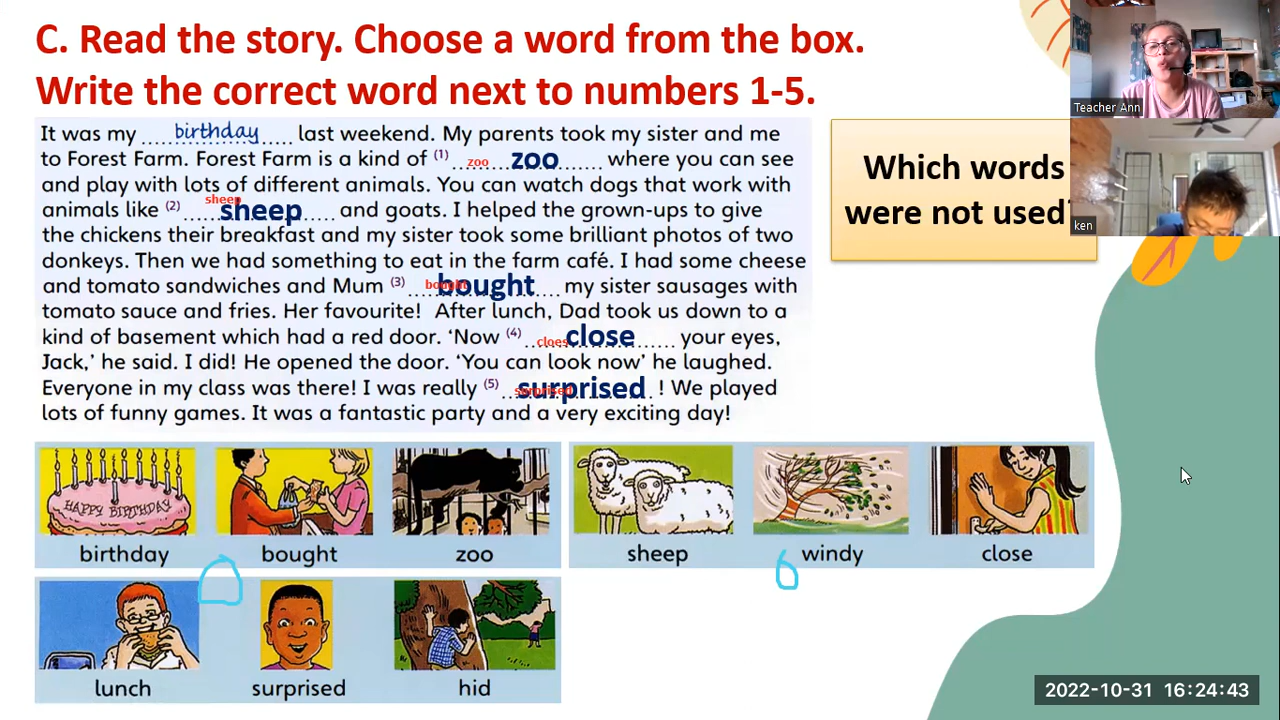 C. Read the story. Choose a word from the box.
Write the correct word next to numbers 1-5.
It was my birthday last weekend. My parents took my sister and me
to Forest Farm. Forest Farm is a kind of (1) zoo zoo where you can see
and play with lots of different animals. You can watch dogs that work with
animals like (2) sheep sheep and goats. I helped the grown-ups to give
the chickens their breakfast and my sister took some brilliant photos of two
donkeys. Then we had something to eat in the farm café. I had some cheese
and tomato sandwiches and Mum (3) bought bought my sister sausages with
tomato sauce and fries. Her favourite! After lunch, Dad took us down to a
kind of basement which had a red door. ‘Now (4) cloes close your eyes,
Jack,’ he said. I did! He opened the door. ‘You can look now’ he laughed.
Everyone in my class was there! I was really (5) surprised surprised ! We played
lots of funny games. It was a fantastic party and a very exciting day!
Which words
were not used?
Teacher Ann
ken
HAPPY BIRTHDAY
birthday bought zoo sheep windy close
lunch surprised hid
2022-10-31 16:24:43